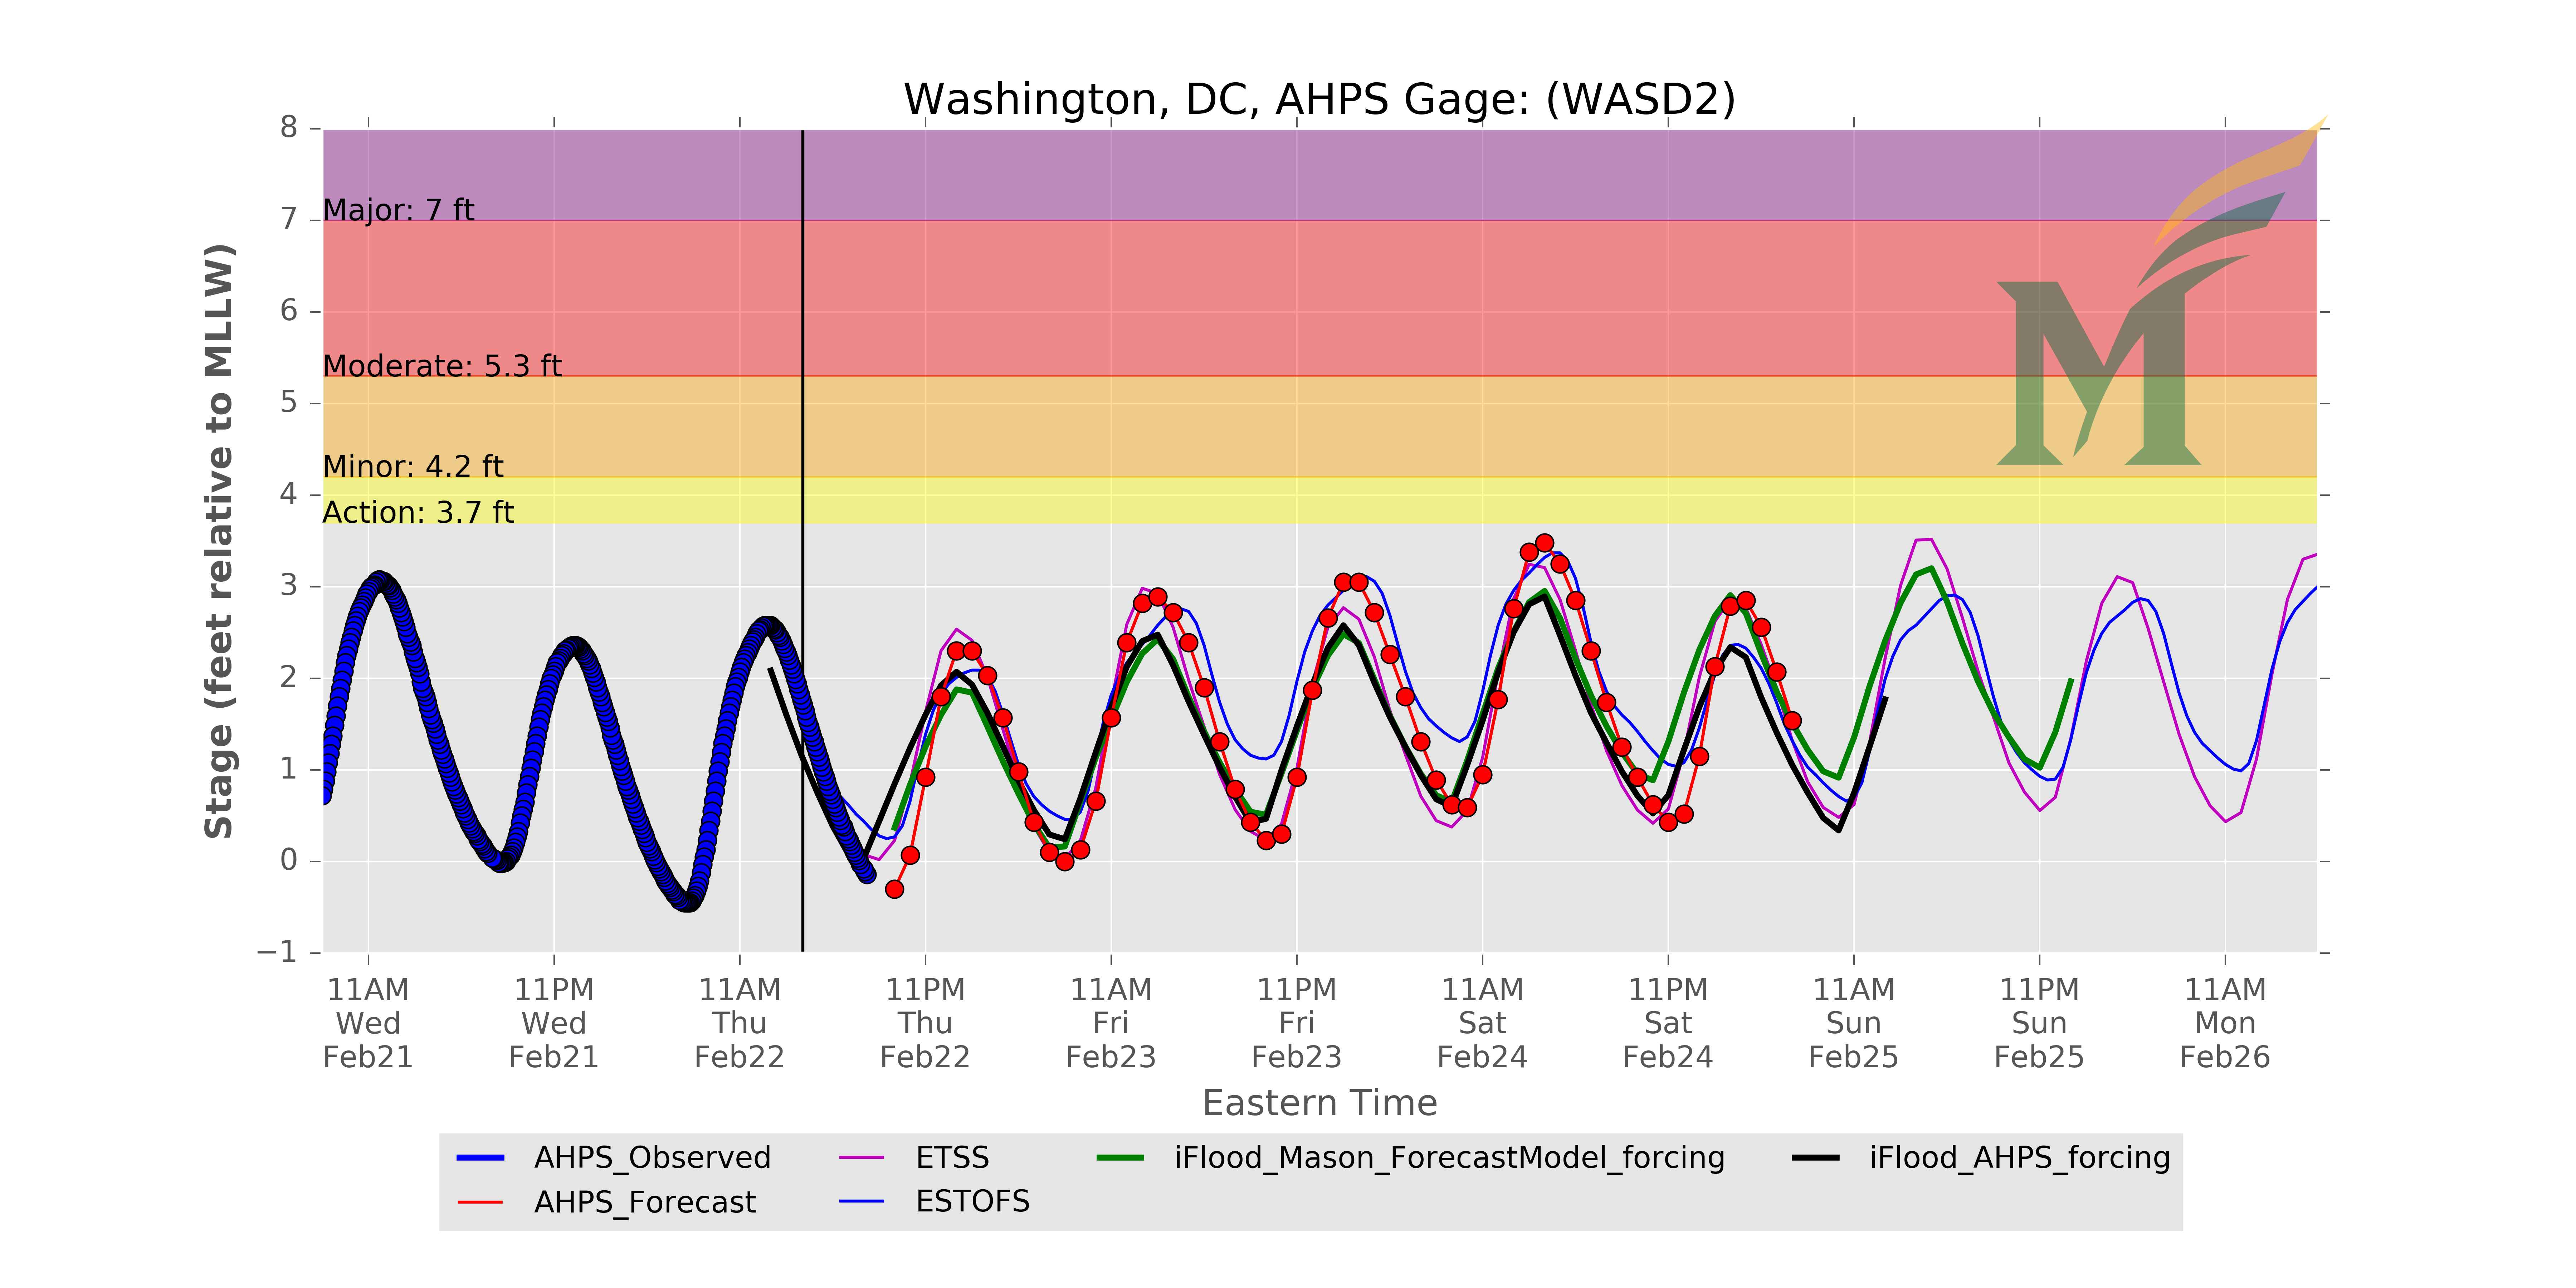 Washington, DC, AHPS Gage: (WASD2)
8
7
6
5
4
3
2
1
0
−1
Stage (feet relative to MLLW)
Major: 7 ft
Moderate: 5.3 ft
Minor: 4.2 ft
Action: 3.7 ft
M
11AM 11PM 11AM 11PM 11AM 11PM 11AM 11PM 11AM 11PM 11AM
Wed Wed Thu Thu Fri Fri Sat Sat Sun Sun Mon
Feb21 Feb21 Feb22 Feb22 Feb23 Feb23 Feb24 Feb24 Feb25 Feb25 Feb26
Eastern Time
AHPS_Observed ETSS iFlood_Mason_ForecastModel_forcing iFlood_AHPS_forcing
AHPS_Forecast ESTOFS